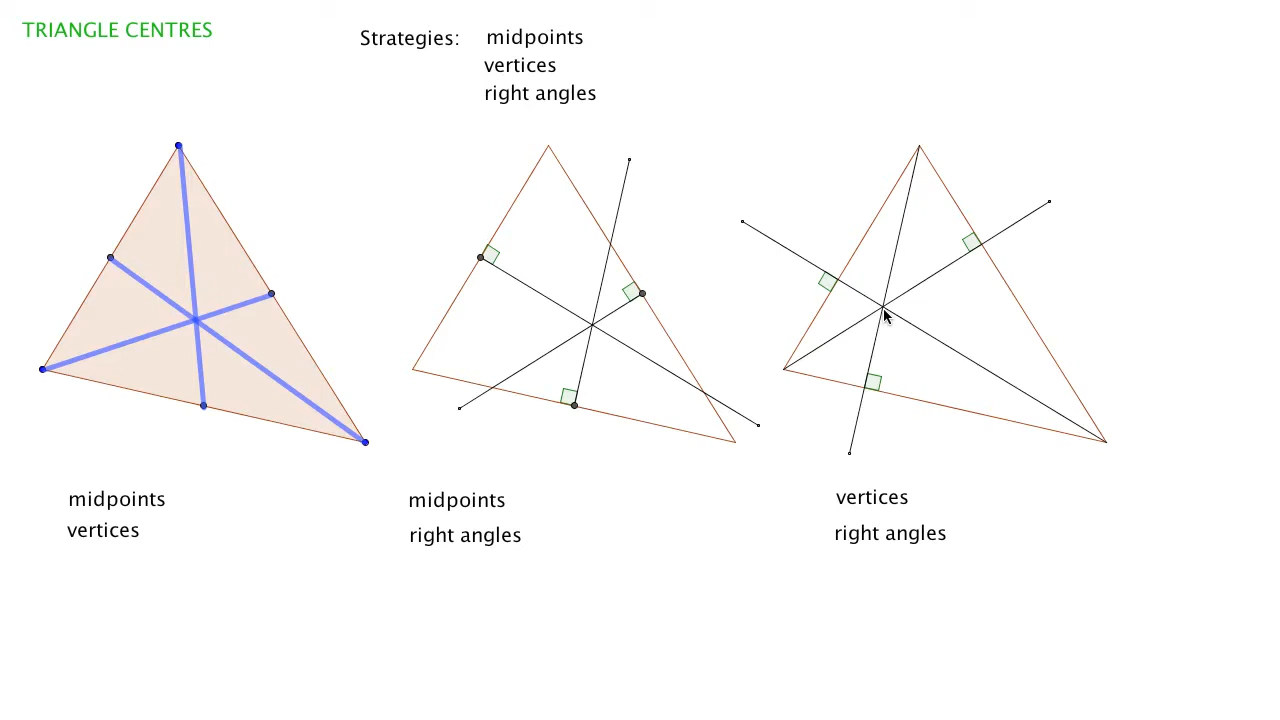 TRIANGLE CENTRES
Strategies: midpoints
vertices
right angles
midpoints
vertices
midpoints
right angles
vertices
right angles